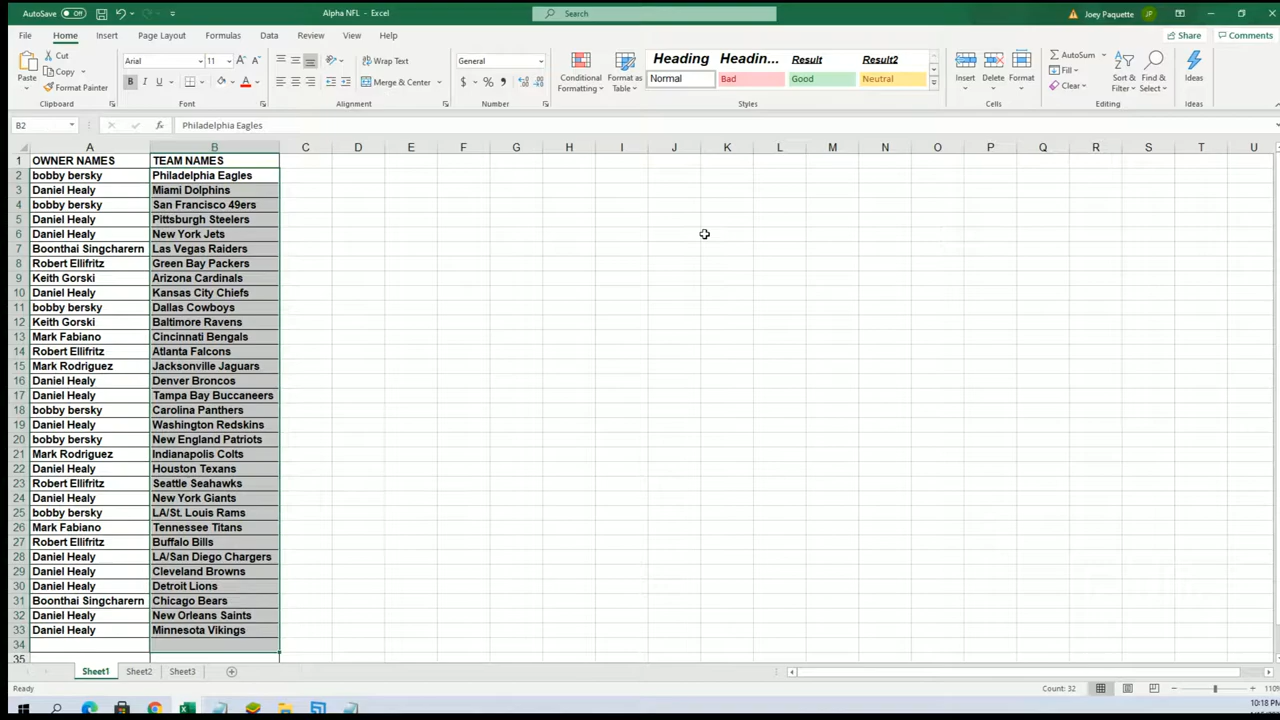 AutoSave Off Alpha NFL - Excel Search Joey Paquette JP
File Home Insert Page Layout Formulas Data Review View Help Share Comments
Paste Cut Copy Format Painter Clipboard
Arial 11 A A B I U A Font
ab Wrap Text Merge & Center Alignment
General $ % , Number
Conditional Formatting Format as Table Heading Headin... Result Result2 Normal Bad Good Neutral Styles
Insert Delete Format Cells
AutoSum Fill Clear Sort & Filter Find & Select Editing
Ideas Ideas
B2 fx Philadelphia Eagles
A B C D E F G H I J K L M N O P Q R S T U
1 OWNER NAMES TEAM NAMES
2 bobby bersky Philadelphia Eagles
3 Daniel Healy Miami Dolphins
4 bobby bersky San Francisco 49ers
5 Daniel Healy Pittsburgh Steelers
6 Daniel Healy New York Jets
7 Boonthai Singcharern Las Vegas Raiders
8 Robert Ellifritz Green Bay Packers
9 Keith Gorski Arizona Cardinals
10 Daniel Healy Kansas City Chiefs
11 bobby bersky Dallas Cowboys
12 Keith Gorski Baltimore Ravens
13 Mark Fabiano Cincinnati Bengals
14 Robert Ellifritz Atlanta Falcons
15 Mark Rodriguez Jacksonville Jaguars
16 Daniel Healy Denver Broncos
17 Daniel Healy Tampa Bay Buccaneers
18 bobby bersky Carolina Panthers
19 Daniel Healy Washington Redskins
20 bobby bersky New England Patriots
21 Mark Rodriguez Indianapolis Colts
22 Daniel Healy Houston Texans
23 Robert Ellifritz Seattle Seahawks
24 Daniel Healy New York Giants
25 bobby bersky LA/St. Louis Rams
26 Mark Fabiano Tennessee Titans
27 Robert Ellifritz Buffalo Bills
28 Daniel Healy LA/San Diego Chargers
29 Daniel Healy Cleveland Browns
30 Daniel Healy Detroit Lions
31 Boonthai Singcharern Chicago Bears
32 Daniel Healy New Orleans Saints
33 Daniel Healy Minnesota Vikings
34
35
Sheet1 Sheet2 Sheet3
Ready Count: 32 110%
10:18 PM